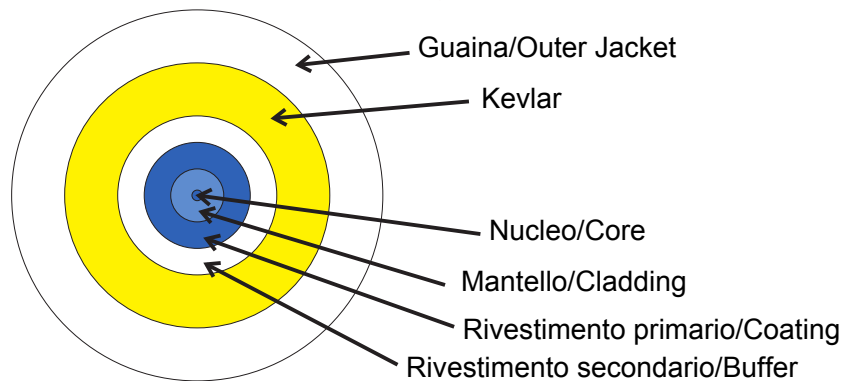 Guaina/Outer Jacket
Kevlar
Nucleo/Core
Mantello/Cladding
Rivestimento primario/Coating
Rivestimento secondario/Buffer